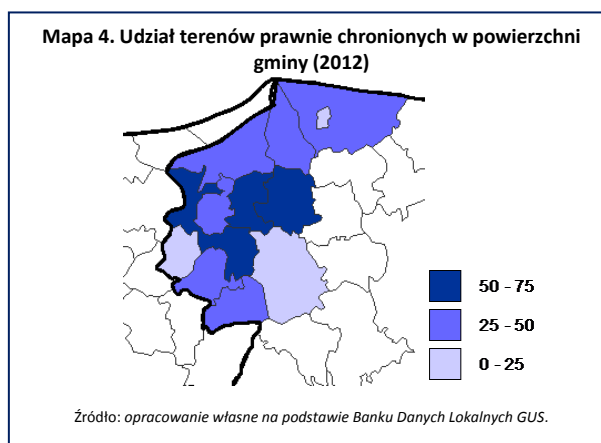 Mapa 4. Udział terenów prawnie chronionych w powierzchni
gminy (2012)
50 - 75
25 - 50
0 - 25
Źródło: opracowanie własne na podstawie Banku Danych Lokalnych GUS.